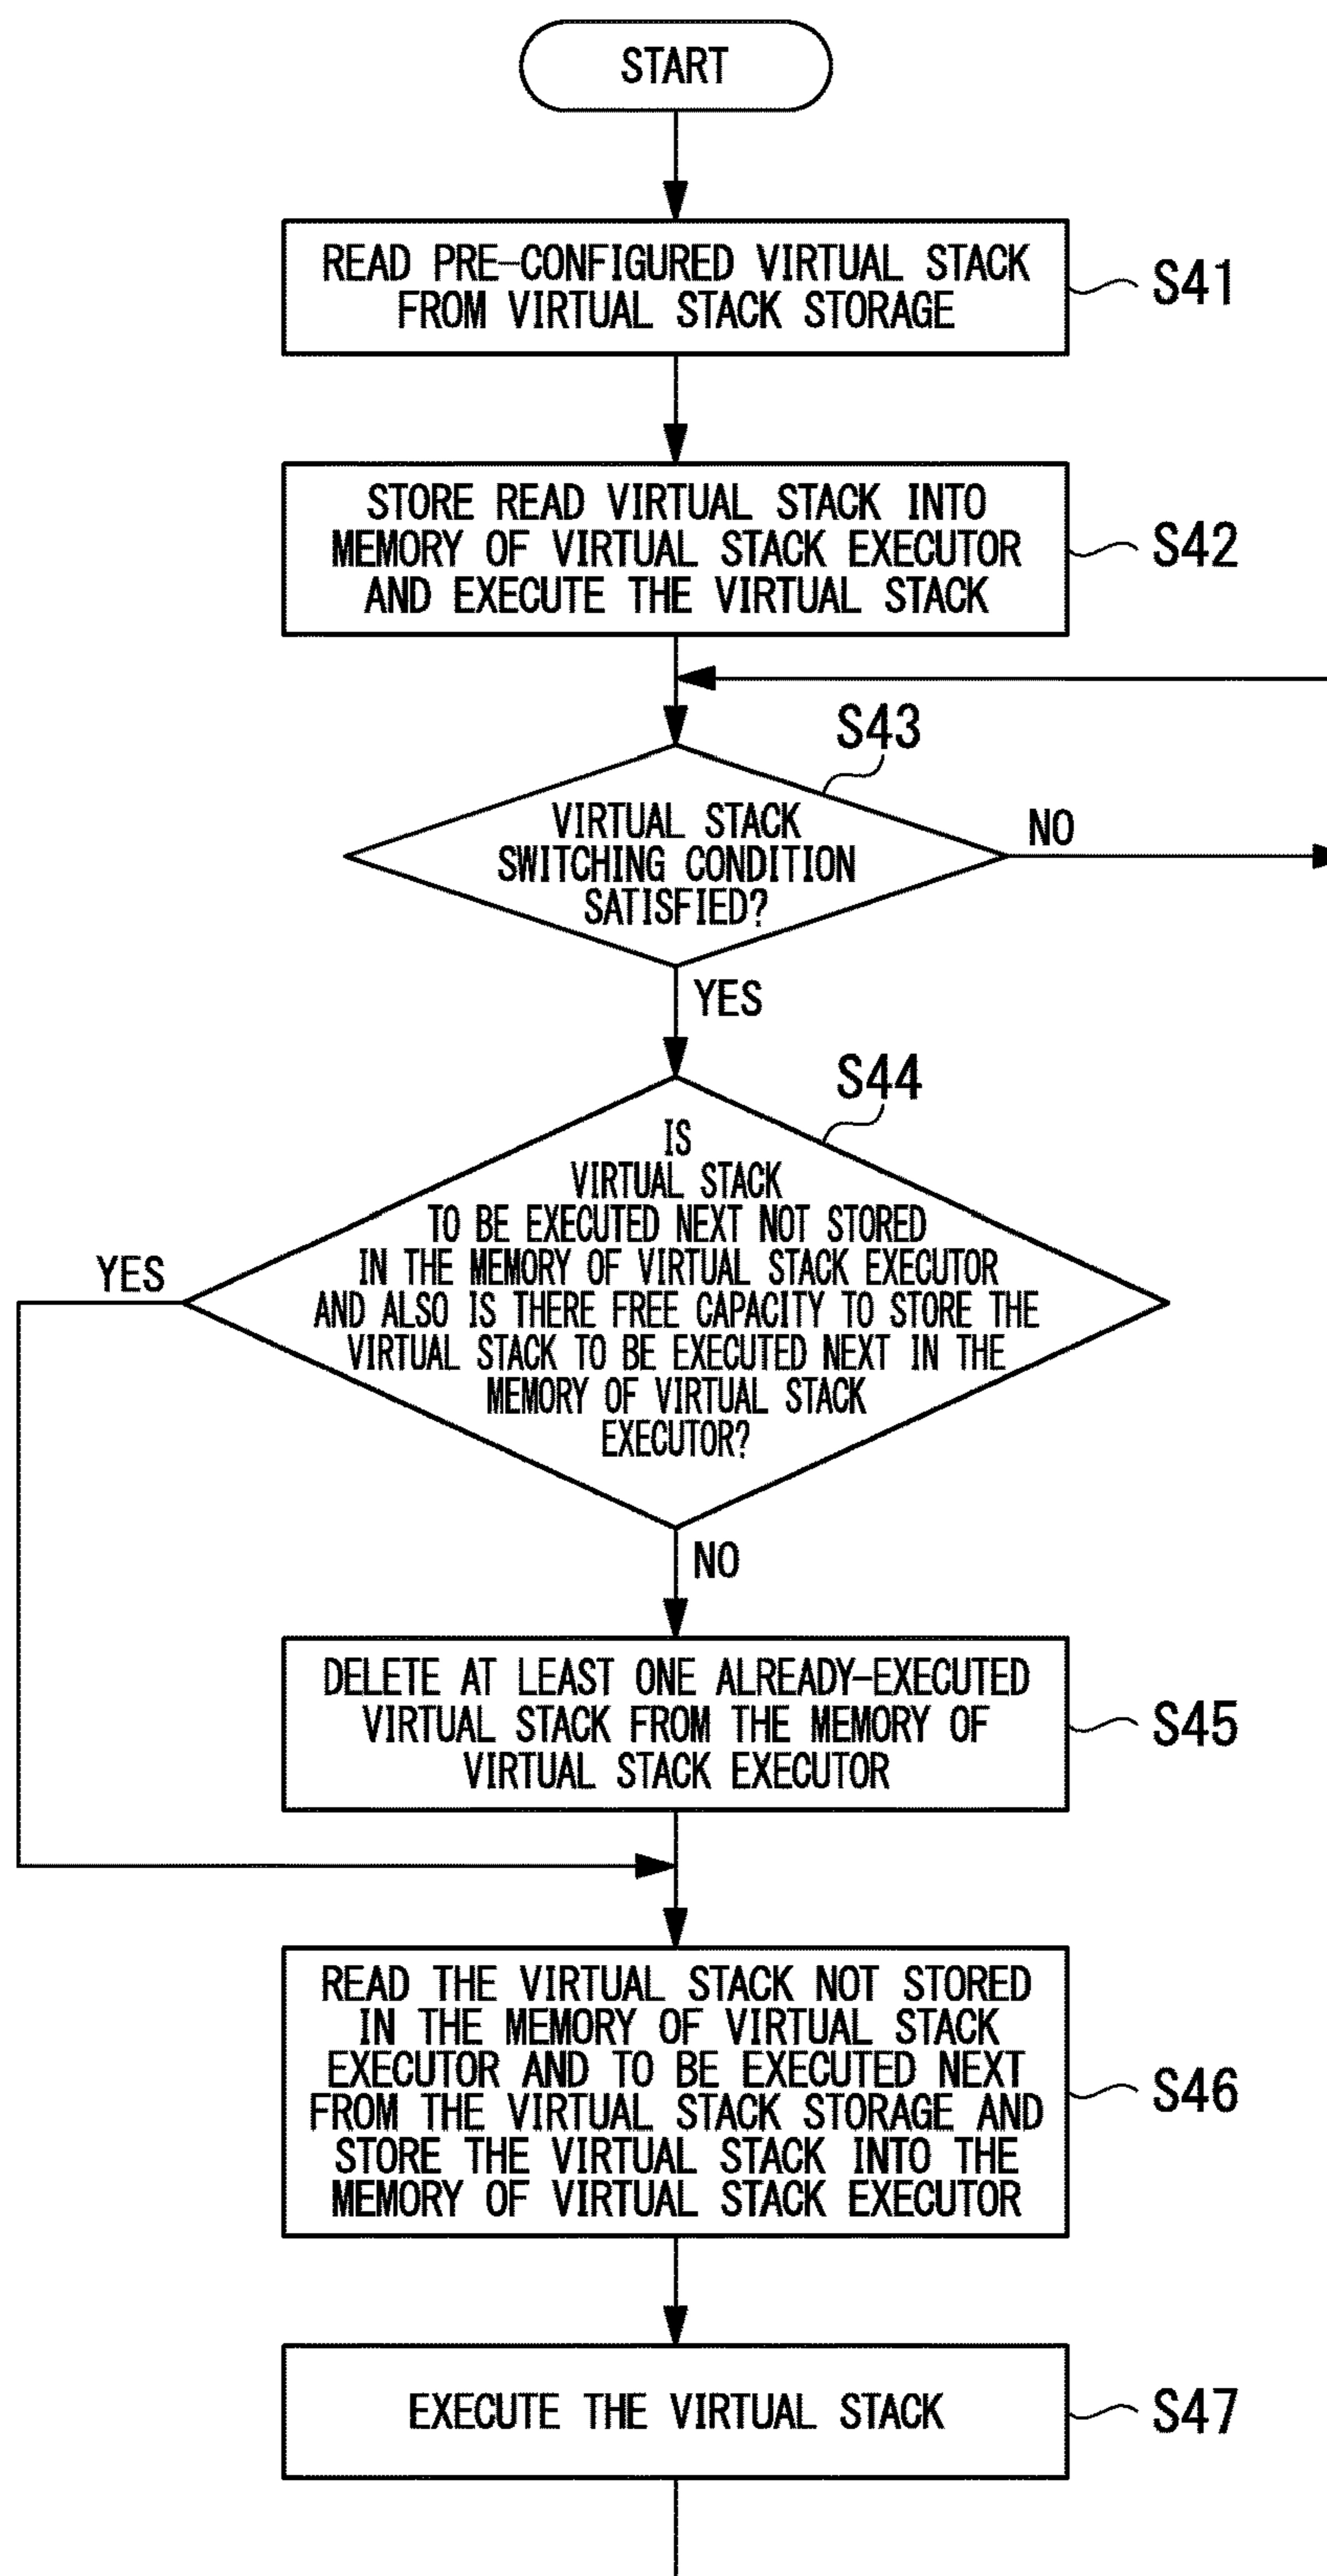 START
READ PRE-CONFIGURED VIRTUAL STACK
FROM VIRTUAL STACK STORAGE
S41
STORE READ VIRTUAL STACK INTO
MEMORY OF VIRTUAL STACK EXECUTOR
AND EXECUTE THE VIRTUAL STACK
S42
S43
VIRTUAL STACK
SWITCHING CONDITION
SATISFIED?
NO
YES
S44
IS
VIRTUAL STACK
TO BE EXECUTED NEXT NOT STORED
IN THE MEMORY OF VIRTUAL STACK EXECUTOR
AND ALSO IS THERE FREE CAPACITY TO STORE THE
VIRTUAL STACK TO BE EXECUTED NEXT IN THE
MEMORY OF VIRTUAL STACK
EXECUTOR?
YES
NO
DELETE AT LEAST ONE ALREADY-EXECUTED
VIRTUAL STACK FROM THE MEMORY OF
VIRTUAL STACK EXECUTOR
S45
READ THE VIRTUAL STACK NOT STORED
IN THE MEMORY OF VIRTUAL STACK
EXECUTOR AND TO BE EXECUTED NEXT
FROM THE VIRTUAL STACK STORAGE AND
STORE THE VIRTUAL STACK INTO THE
MEMORY OF VIRTUAL STACK EXECUTOR
S46
EXECUTE THE VIRTUAL STACK
S47